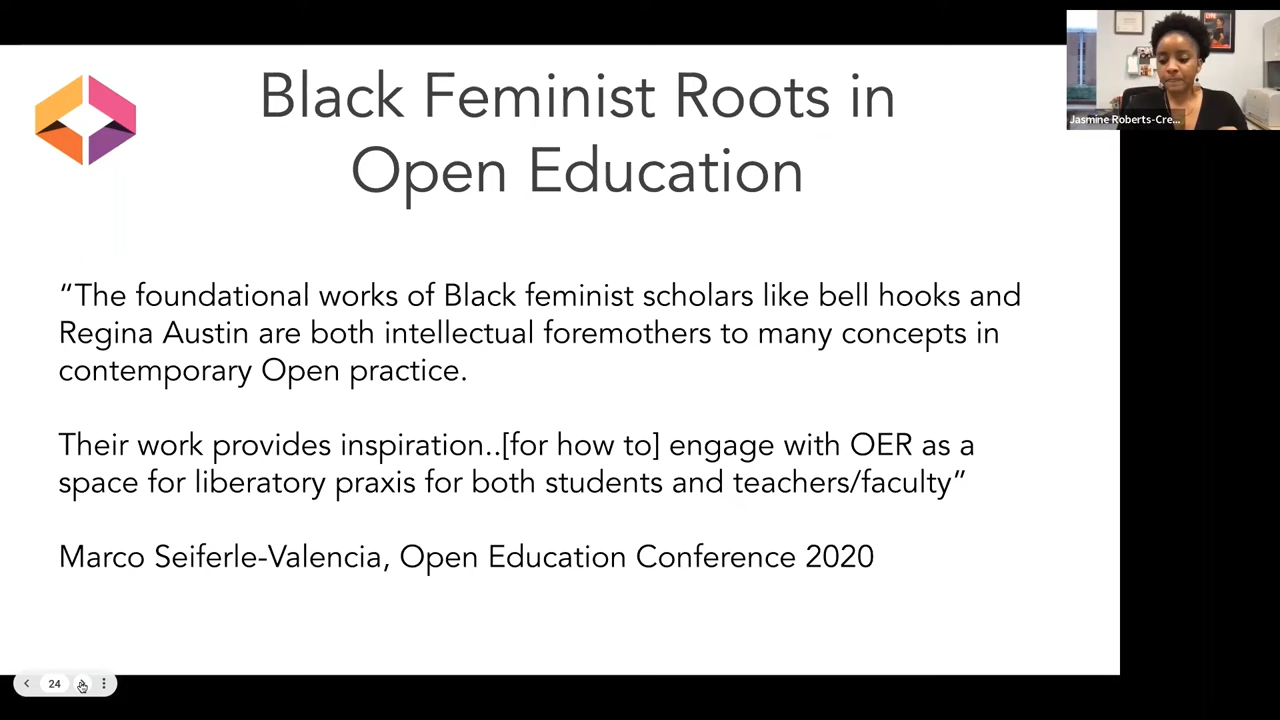 Black Feminist Roots in
Open Education
“The foundational works of Black feminist scholars like bell hooks and
Regina Austin are both intellectual foremothers to many concepts in
contemporary Open practice.
Their work provides inspiration..[for how to] engage with OER as a
space for liberatory praxis for both students and teachers/faculty”
Marco Seiferle-Valencia, Open Education Conference 2020
Jasmine Roberts-Cre...
24